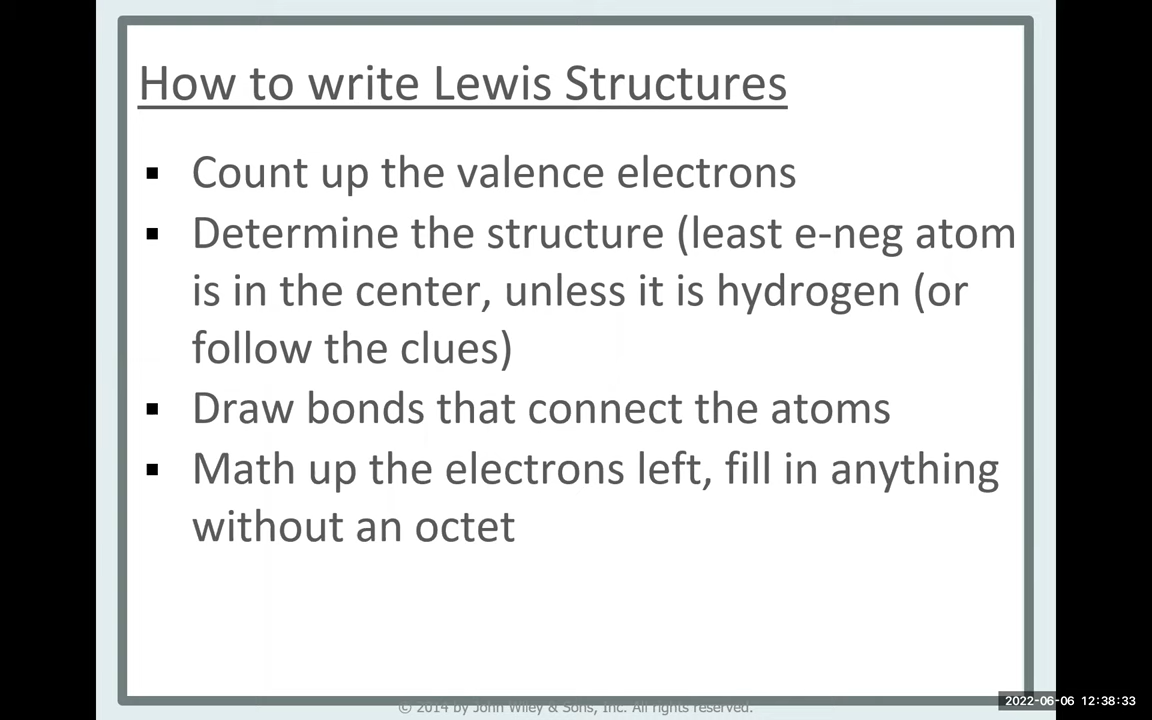 How to write Lewis Structures
▪ Count up the valence electrons
▪ Determine the structure (least e-neg atom
is in the center, unless it is hydrogen (or
follow the clues)
▪ Draw bonds that connect the atoms
▪ Math up the electrons left, fill in anything
without an octet
© 2014 by John Wiley & Sons, Inc. All rights reserved.
2022-06-06 12:38:33